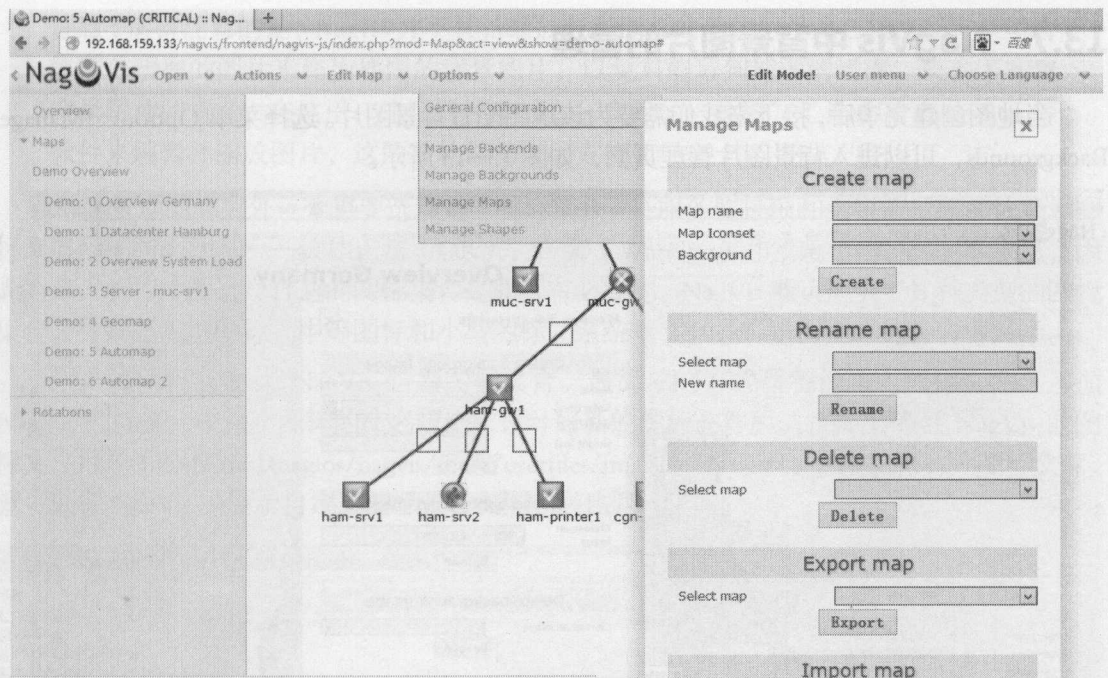 Demo: 5 Automap (CRITICAL) :: Nag...
192.168.159.133/nagvis/frontend/nagvis-js/index.php?mod=Map&act=view&show=demo-automap#
百度
NagVis Open Actions Edit Map Options Edit Mode! User menu Choose Language
Overview
Maps
Demo Overview
Demo: 0 Overview Germany
Demo: 1 Datacenter Hamburg
Demo: 2 Overview System Load
Demo: 3 Server - muc-srv1
Demo: 4 Geomap
Demo: 5 Automap
Demo: 6 Automap 2
Rotations
General Configuration
Manage Backends
Manage Backgrounds
Manage Maps
Manage Shapes
muc-srv1
muc-gw
ham-gw1
ham-srv1
ham-srv2
ham-printer1
cgn-
Manage Maps
X
Create map
Map name
Map Iconset
Background
Create
Rename map
Select map
New name
Rename
Delete map
Select map
Delete
Export map
Select map
Export
Import map